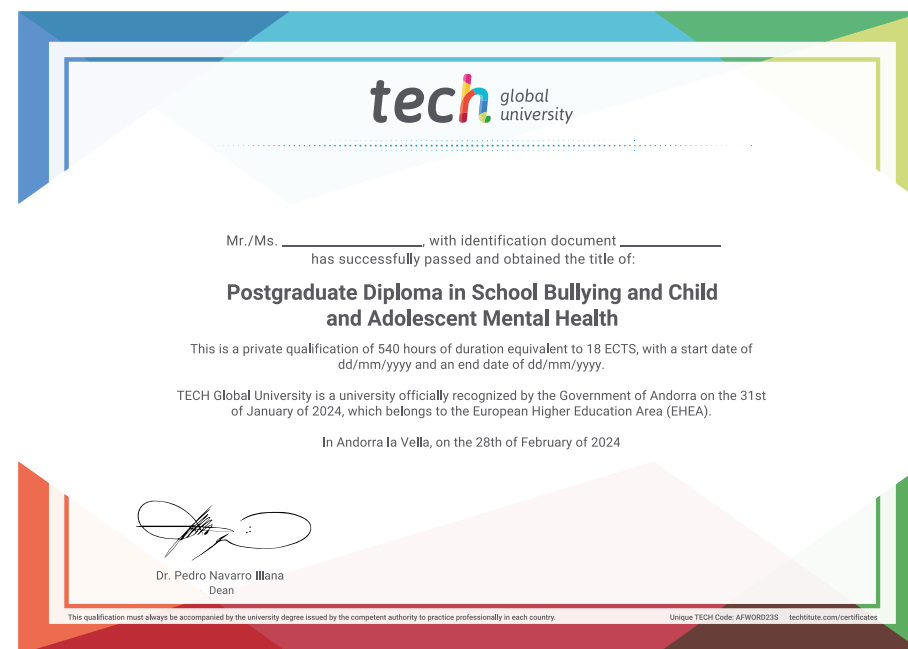 tech global university
Mr./Ms. ____________________, with identification document ______________
has successfully passed and obtained the title of:
Postgraduate Diploma in School Bullying and Child
and Adolescent Mental Health
This is a private qualification of 540 hours of duration equivalent to 18 ECTS, with a start date of
dd/mm/yyyy and an end date of dd/mm/yyyy.
TECH Global University is a university officially recognized by the Government of Andorra on the 31st
of January of 2024, which belongs to the European Higher Education Area (EHEA).
In Andorra la Vella, on the 28th of February of 2024
Dr. Pedro Navarro Illana
Dean
This qualification must always be accompanied by the university degree issued by the competent authority to practice professionally in each country. Unique TECH Code: AFWORD23S techtitute.com/certificates